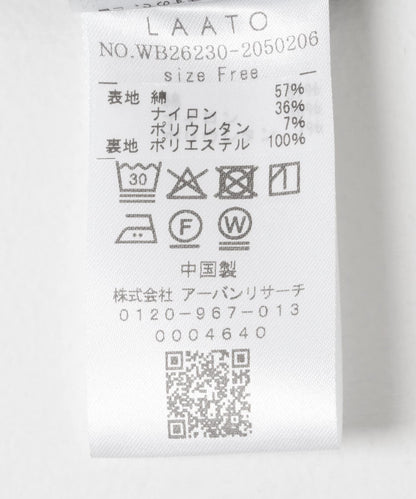 LAATO
NO.WB26230-2050206
size Free
表地 綿 57%
ナイロン 36%
ポリウレタン 7%
裏地 ポリエステル 100%
30
F W
中国製
株式会社 アーバンリサーチ
0120-967-013
0004640